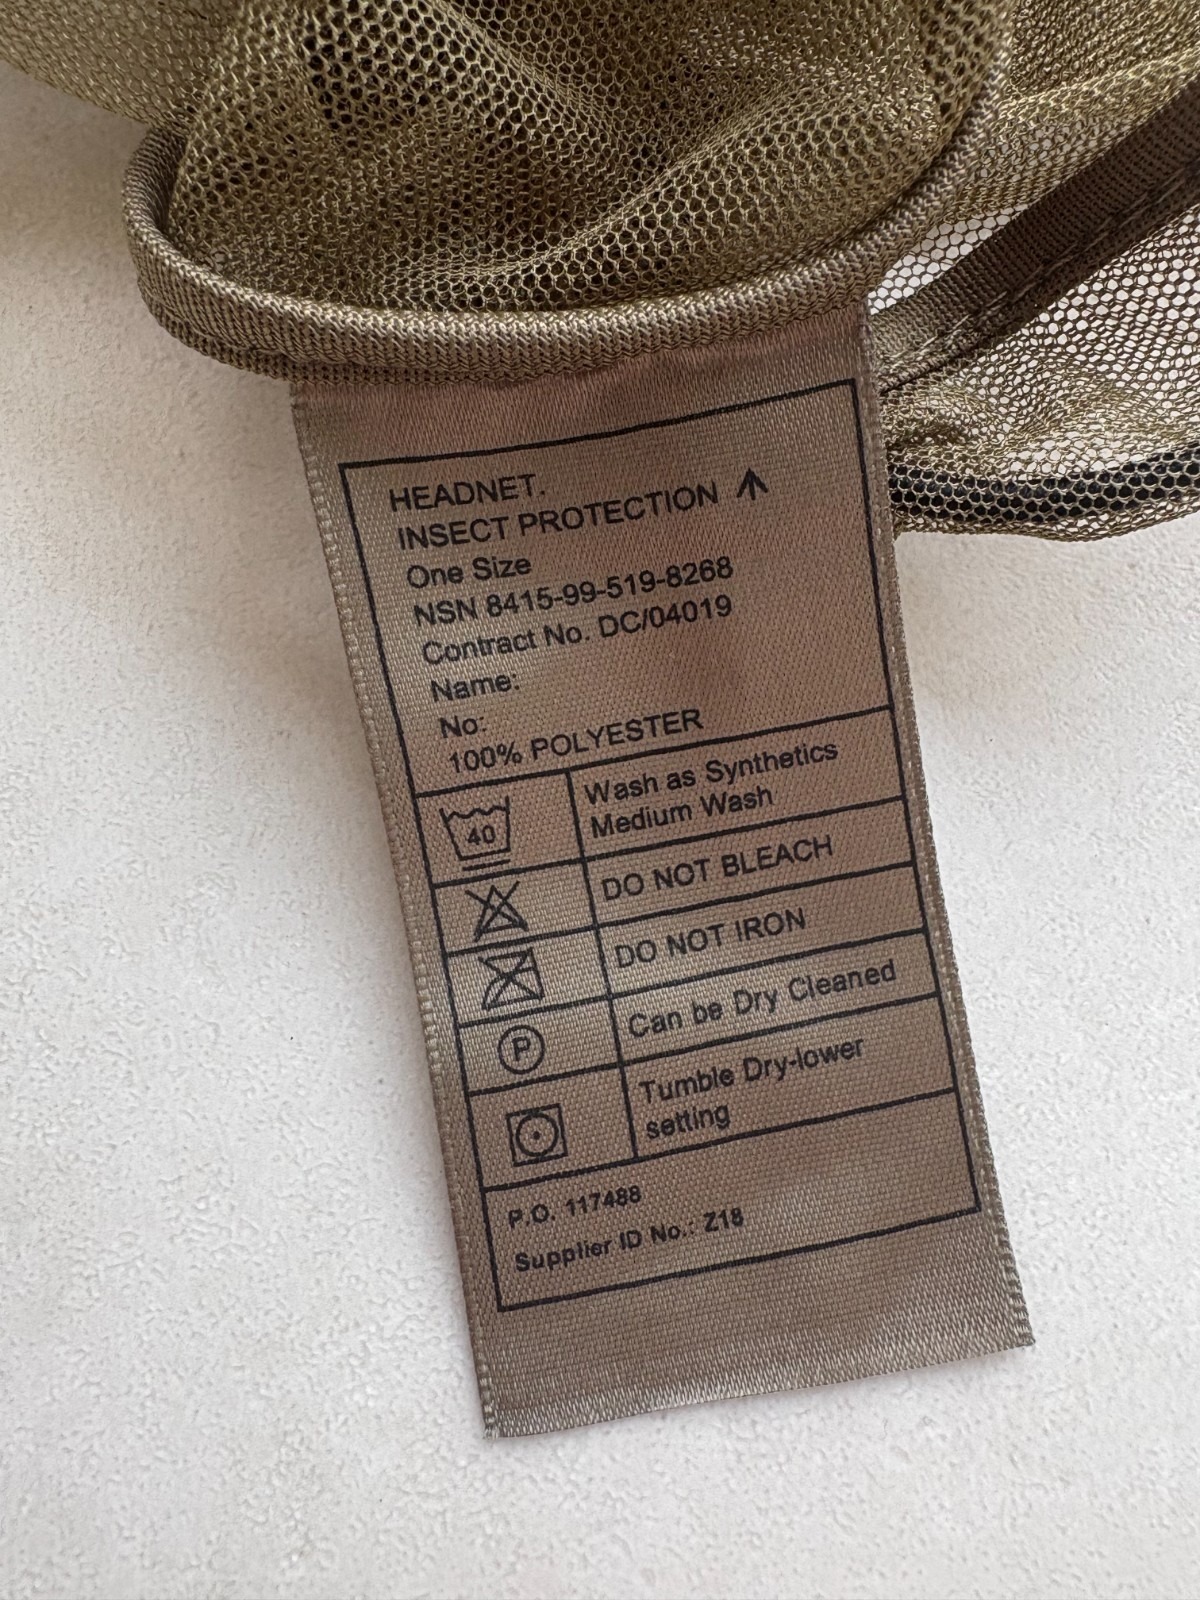 HEADNET.
INSECT PROTECTION
One Size
NSN 8415-99-519-8268
Contract No. DC/04019
Name:
No:
100% POLYESTER
40
Wash as Synthetics
Medium Wash
DO NOT BLEACH
DO NOT IRON
P
Can be Dry Cleaned
Tumble Dry-lower
setting
P.O. 117488
Supplier ID No.: Z18